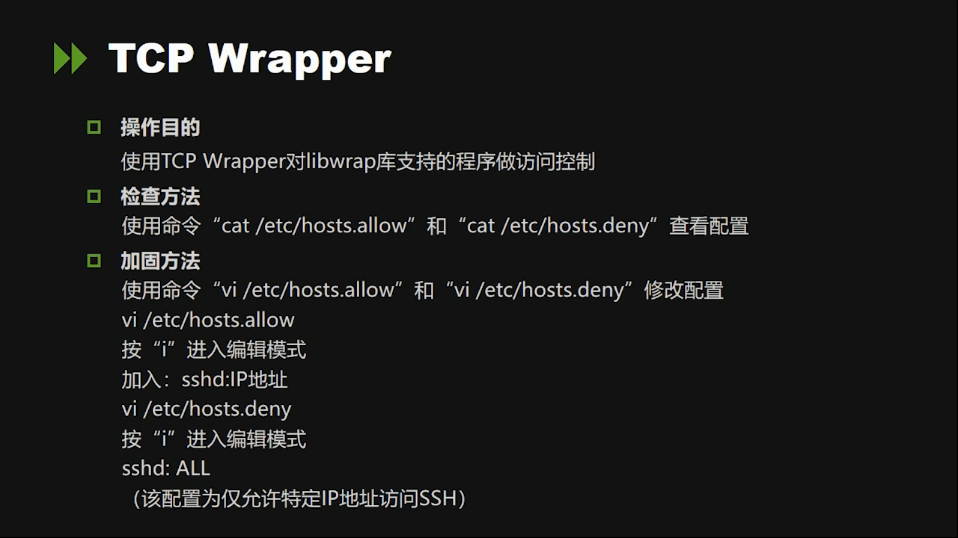 TCP Wrapper
操作目的
使用TCP Wrapper对libwrap库支持的程序做访问控制
检查方法
使用命令“cat /etc/hosts.allow”和“cat /etc/hosts.deny”查看配置
加固方法
使用命令“vi /etc/hosts.allow”和“vi /etc/hosts.deny”修改配置
vi /etc/hosts.allow
按“i”进入编辑模式
加入：sshd:IP地址
vi /etc/hosts.deny
按“i”进入编辑模式
sshd: ALL
（该配置为仅允许特定IP地址访问SSH）